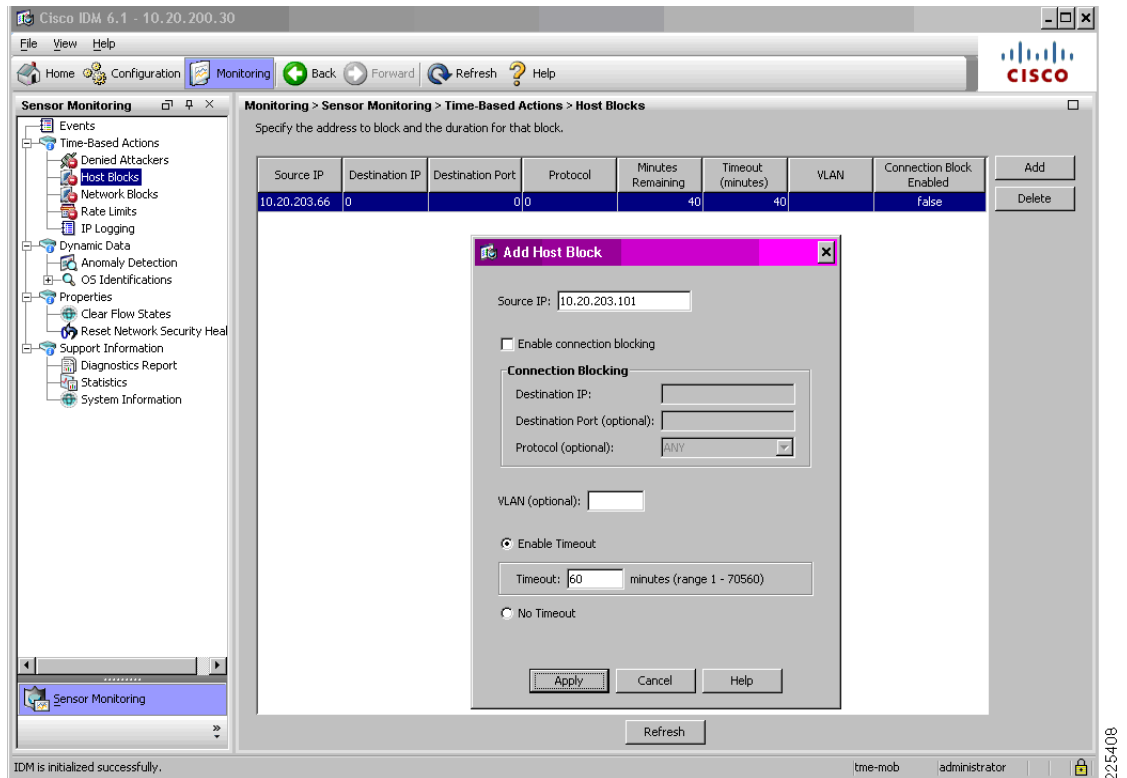 Cisco IDM 6.1 - 10.20.200.30
File View Help
Home Configuration Monitoring Back Forward Refresh Help
CISCO
Sensor Monitoring
Events
Time-Based Actions
Denied Attackers
Host Blocks
Network Blocks
Rate Limits
IP Logging
Dynamic Data
Anomaly Detection
OS Identifications
Properties
Clear Flow States
Reset Network Security Heal
Support Information
Diagnostics Report
Statistics
System Information
Sensor Monitoring
Monitoring > Sensor Monitoring > Time-Based Actions > Host Blocks
Specify the address to block and the duration for that block.
Source IP Destination IP Destination Port Protocol Minutes Remaining Timeout (minutes) VLAN Connection Block Enabled
10.20.203.66 0 0 0 40 40 false
Add
Delete
Add Host Block
Source IP: 10.20.203.101
Enable connection blocking
Connection Blocking
Destination IP:
Destination Port (optional):
Protocol (optional): ANY
VLAN (optional):
Enable Timeout
Timeout: 60 minutes (range 1 - 70560)
No Timeout
Apply Cancel Help
Refresh
IDM is initialized successfully. tme-mob administrator
225408